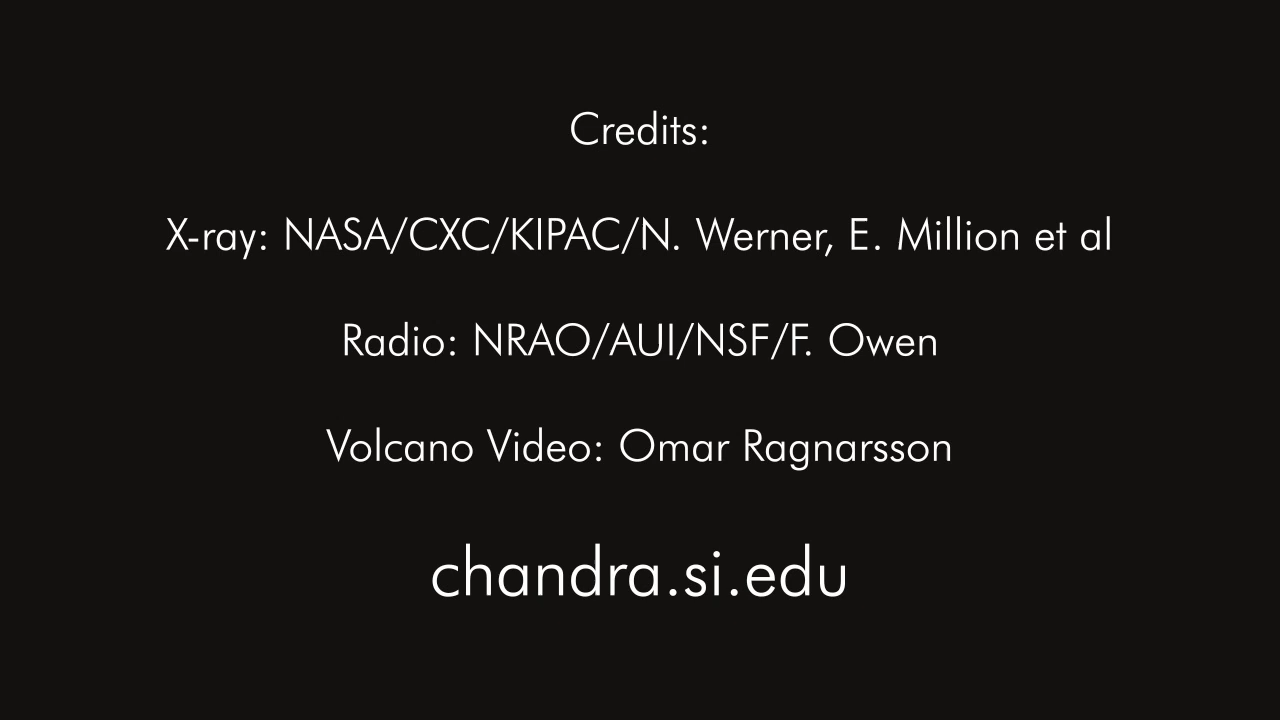 Credits:
X-ray: NASA/CXC/KIPAC/N. Werner, E. Million et al
Radio: NRAO/AUI/NSF/F. Owen
Volcano Video: Omar Ragnarsson
chandra.si.edu